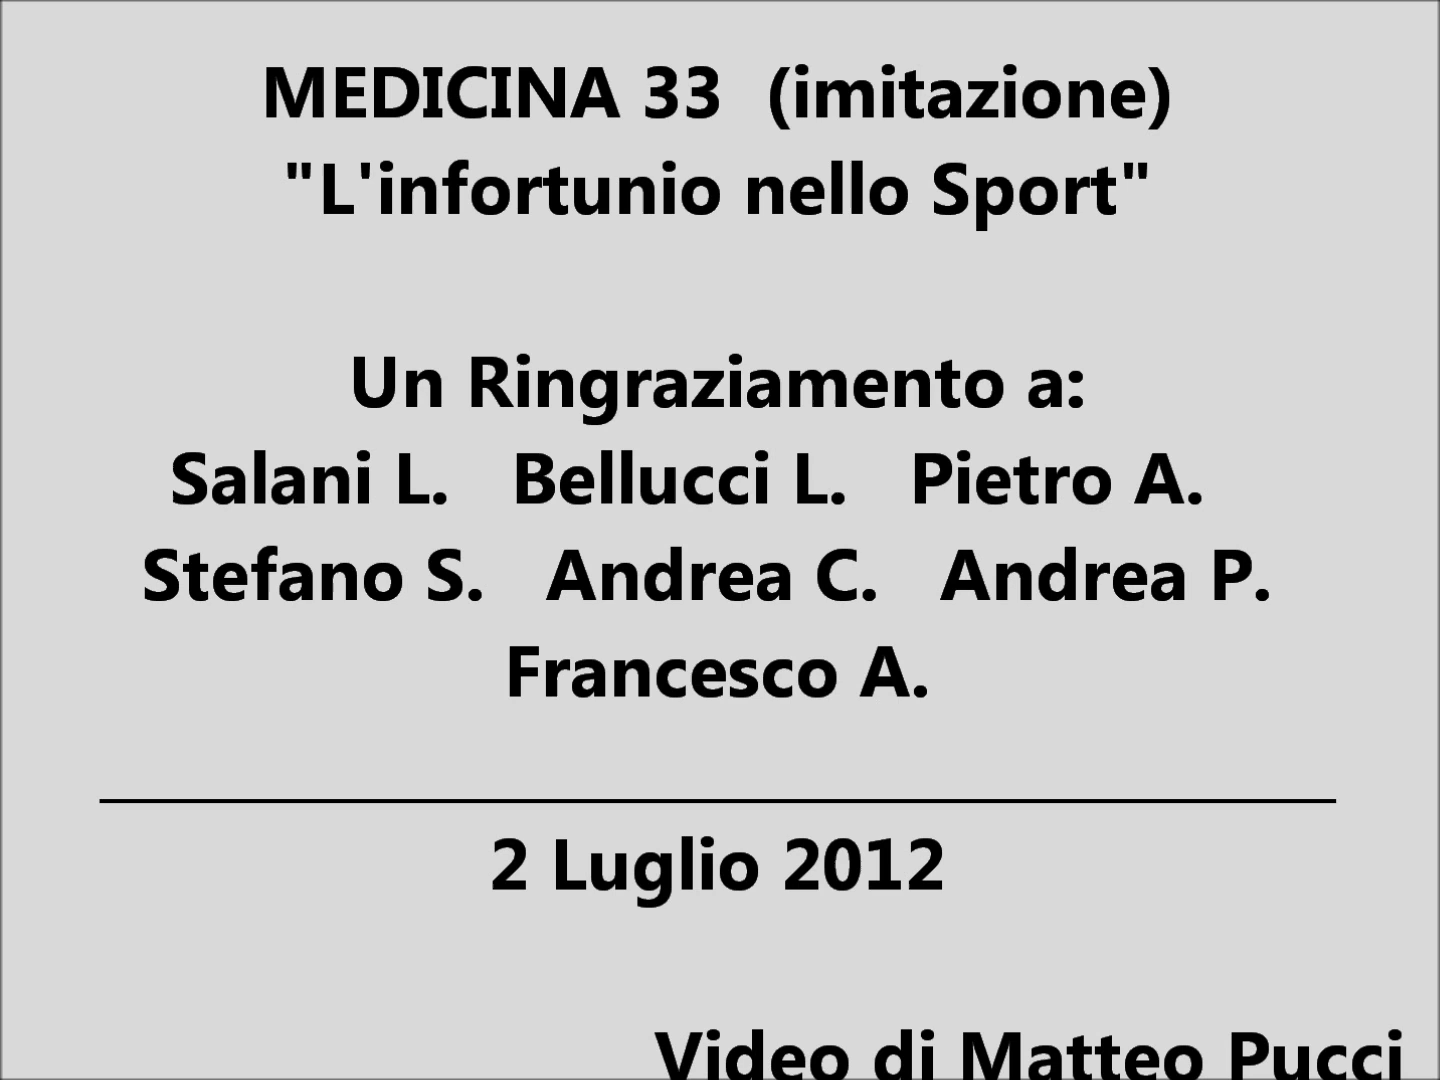 MEDICINA 33 (imitazione)
"L'infortunio nello Sport"
Un Ringraziamento a:
Salani L. Bellucci L. Pietro A.
Stefano S. Andrea C. Andrea P.
Francesco A.
2 Luglio 2012
Video di Matteo Pucci